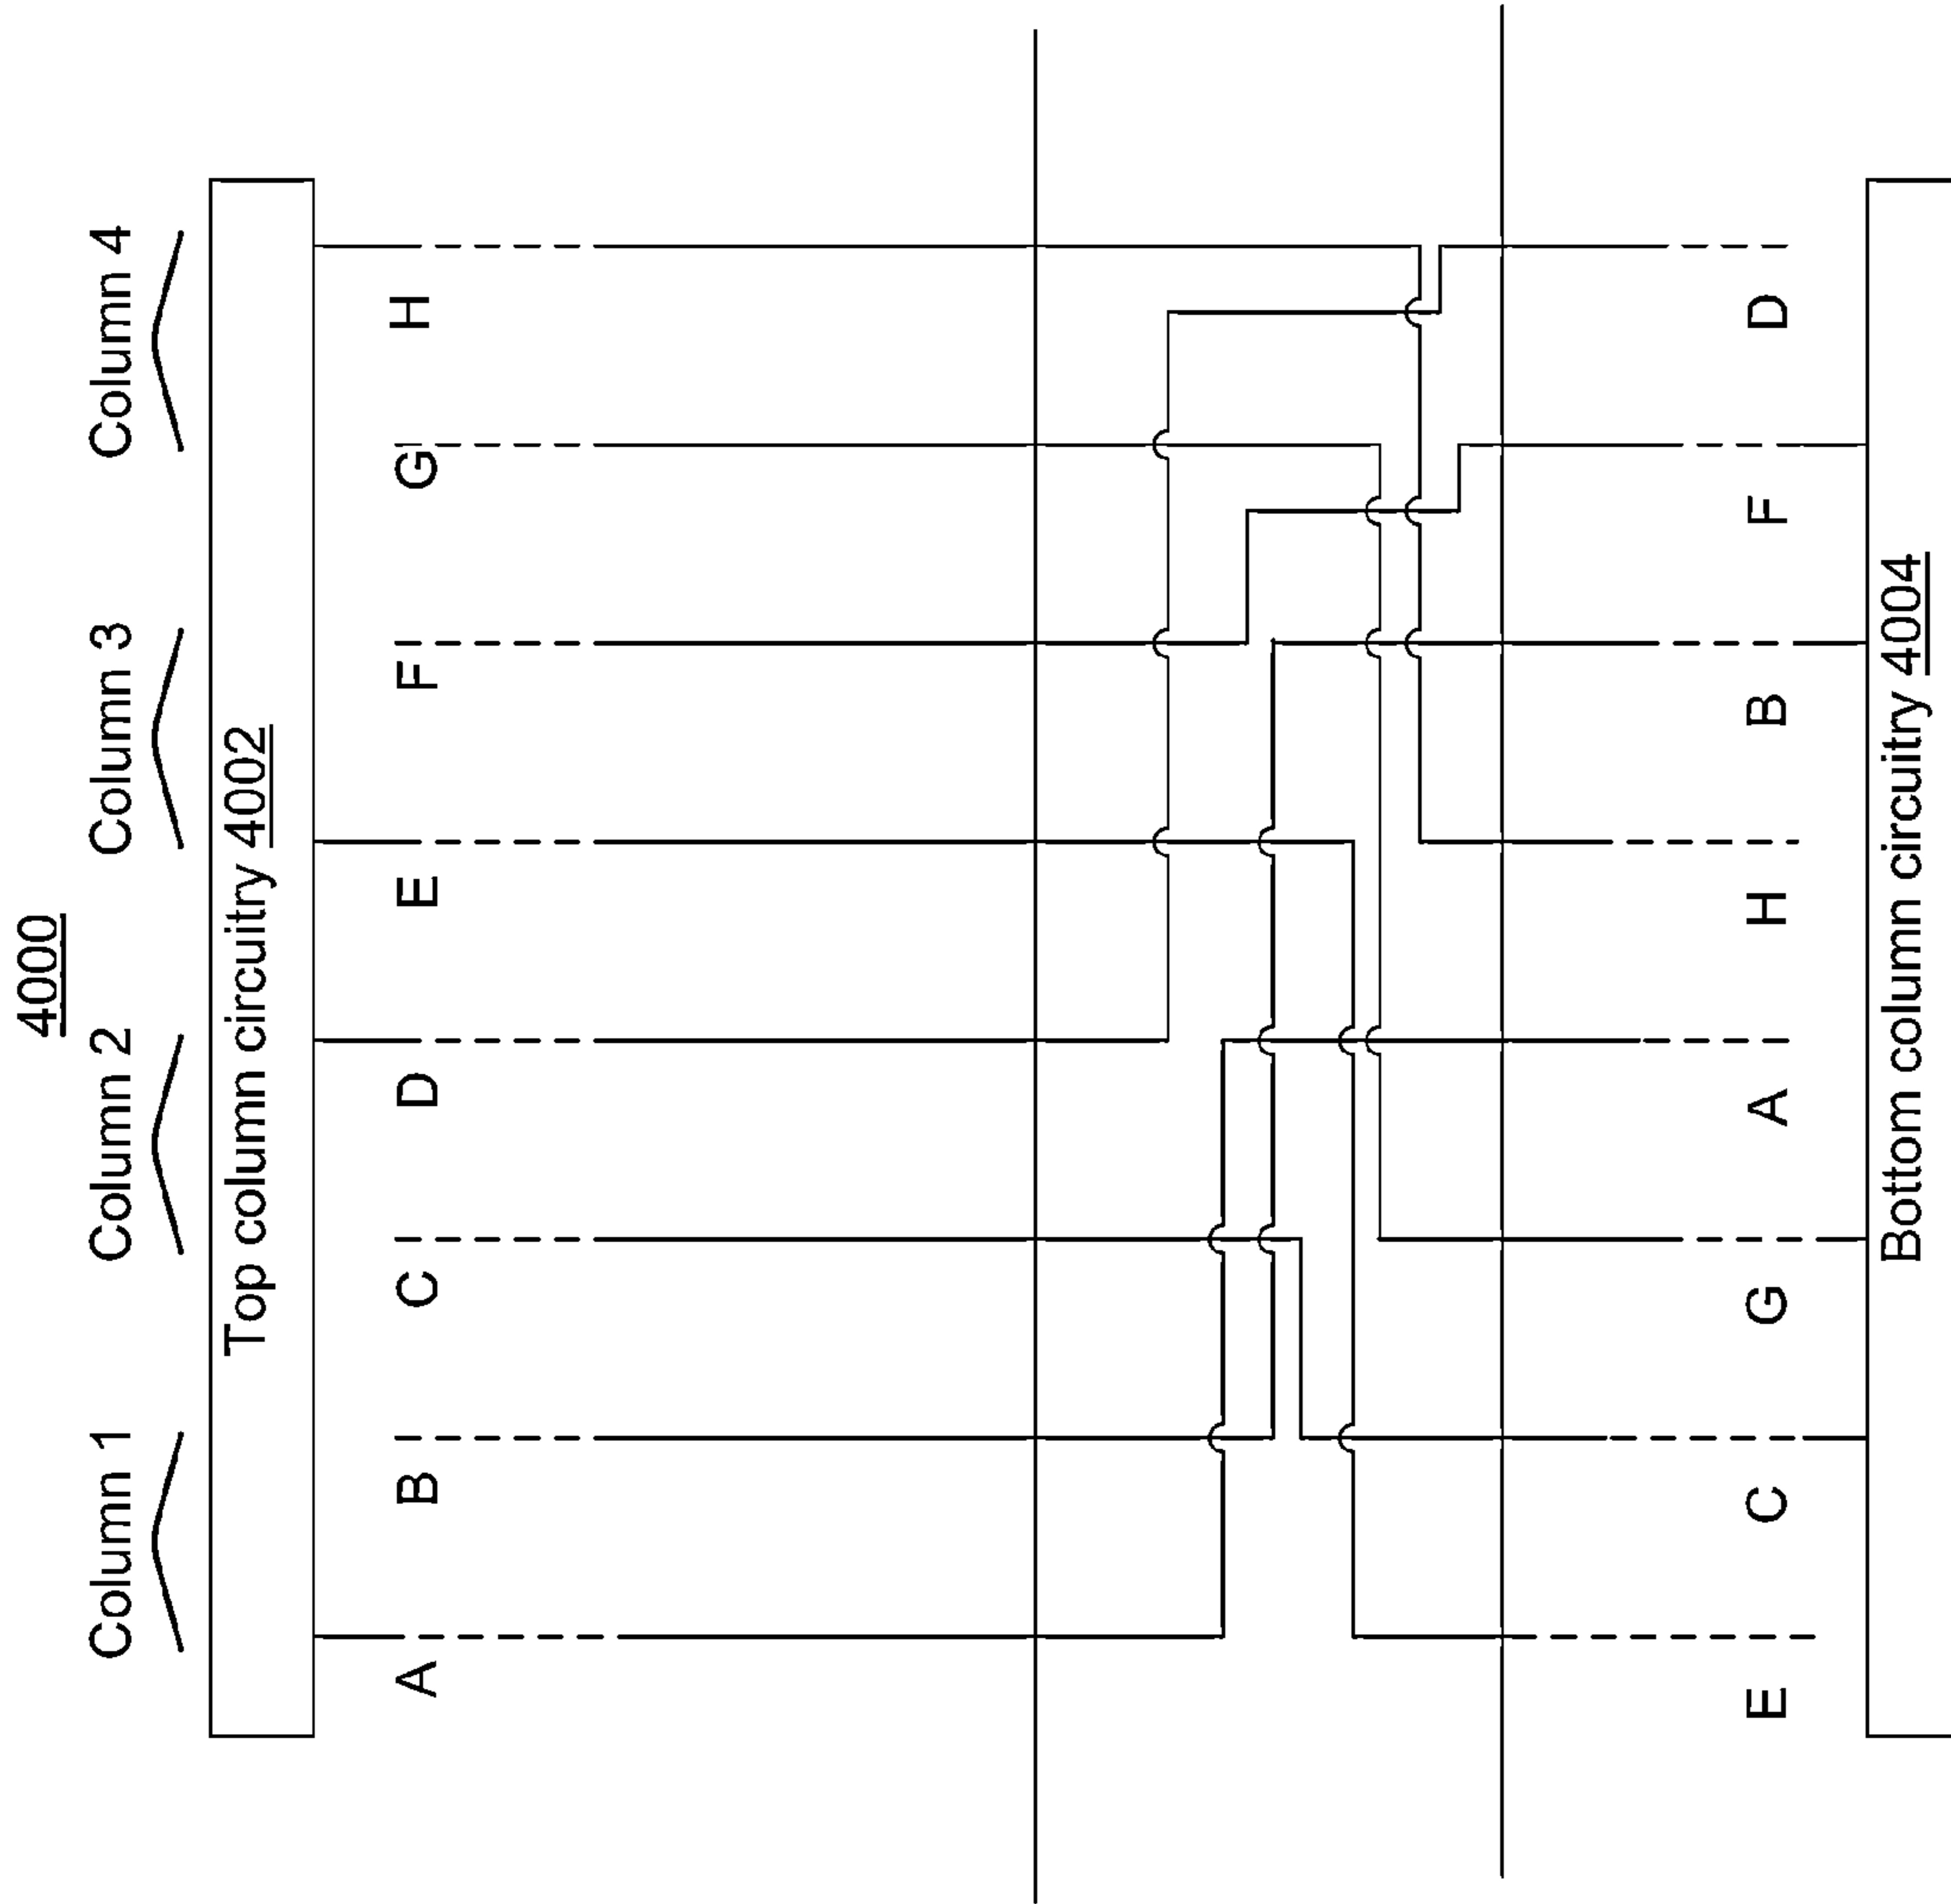 4000
Column 1 Column 2 Column 3 Column 4
Top column circuitry 4002
A B C D E F G H
E C G A H B F D
Bottom column circuitry 4004